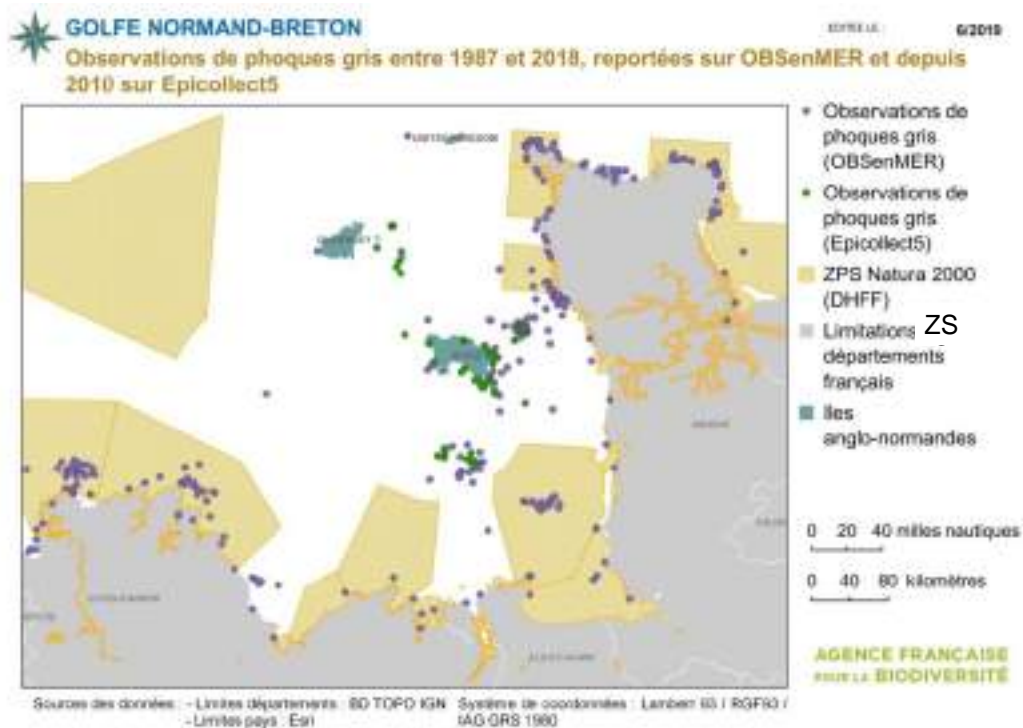 GOLFE NORMAND-BRETON
6/2019
Observations de phoques gris entre 1987 et 2018, reportées sur OBSenMER et depuis
2010 sur Epicollect5
Observations de
phoques gris
(OBSenMER)
Observations de
phoques gris
(Epicollect5)
ZPS Natura 2000
(DHFF)
Limitations ZS
départements
français
Iles
anglo-normandes
0 20 40 milles nautiques
0 40 80 kilomètres
AGENCE FRANÇAISE
POUR LA BIODIVERSITÉ
Sources des données : - Limites départements : BD TOPO IGN Système de coordonnées : Lambert 93 / RGF93 /
- Limites pays : Esri IAG GRS 1980